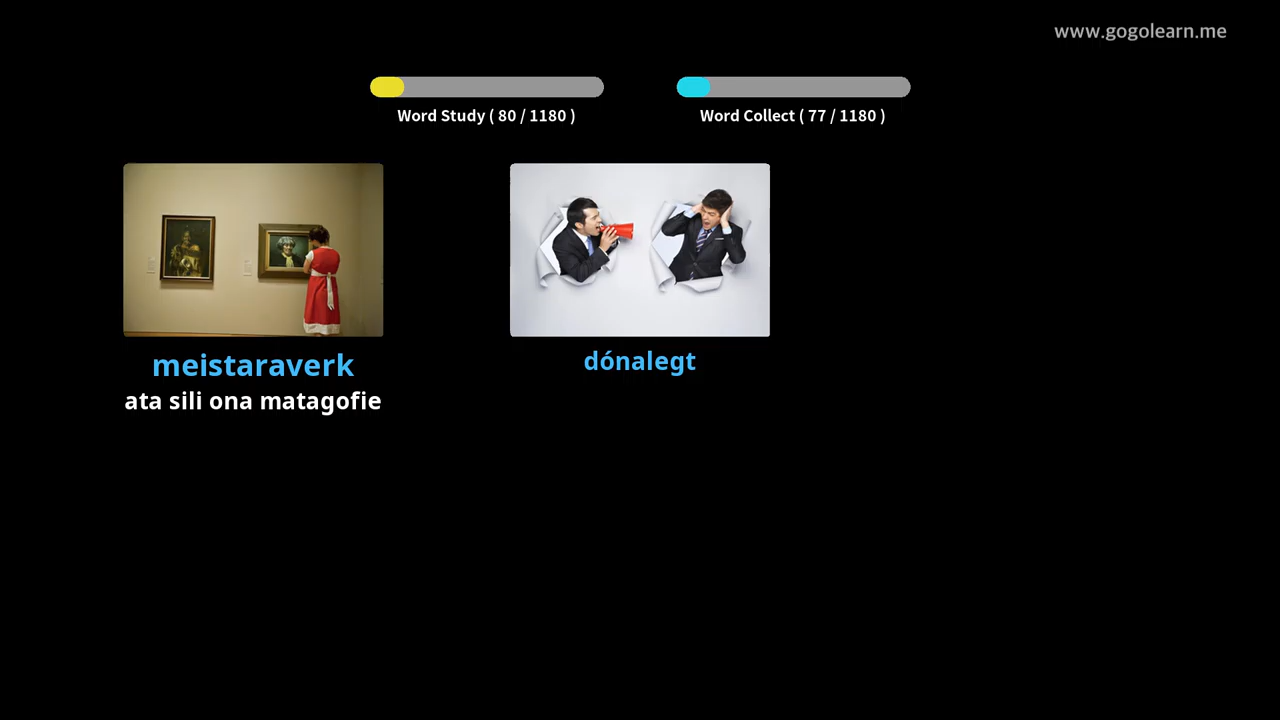 www.gogolearn.me
Word Study ( 80 / 1180 )
Word Collect ( 77 / 1180 )
meistaraverk
ata sili ona matagofie
dónalegt